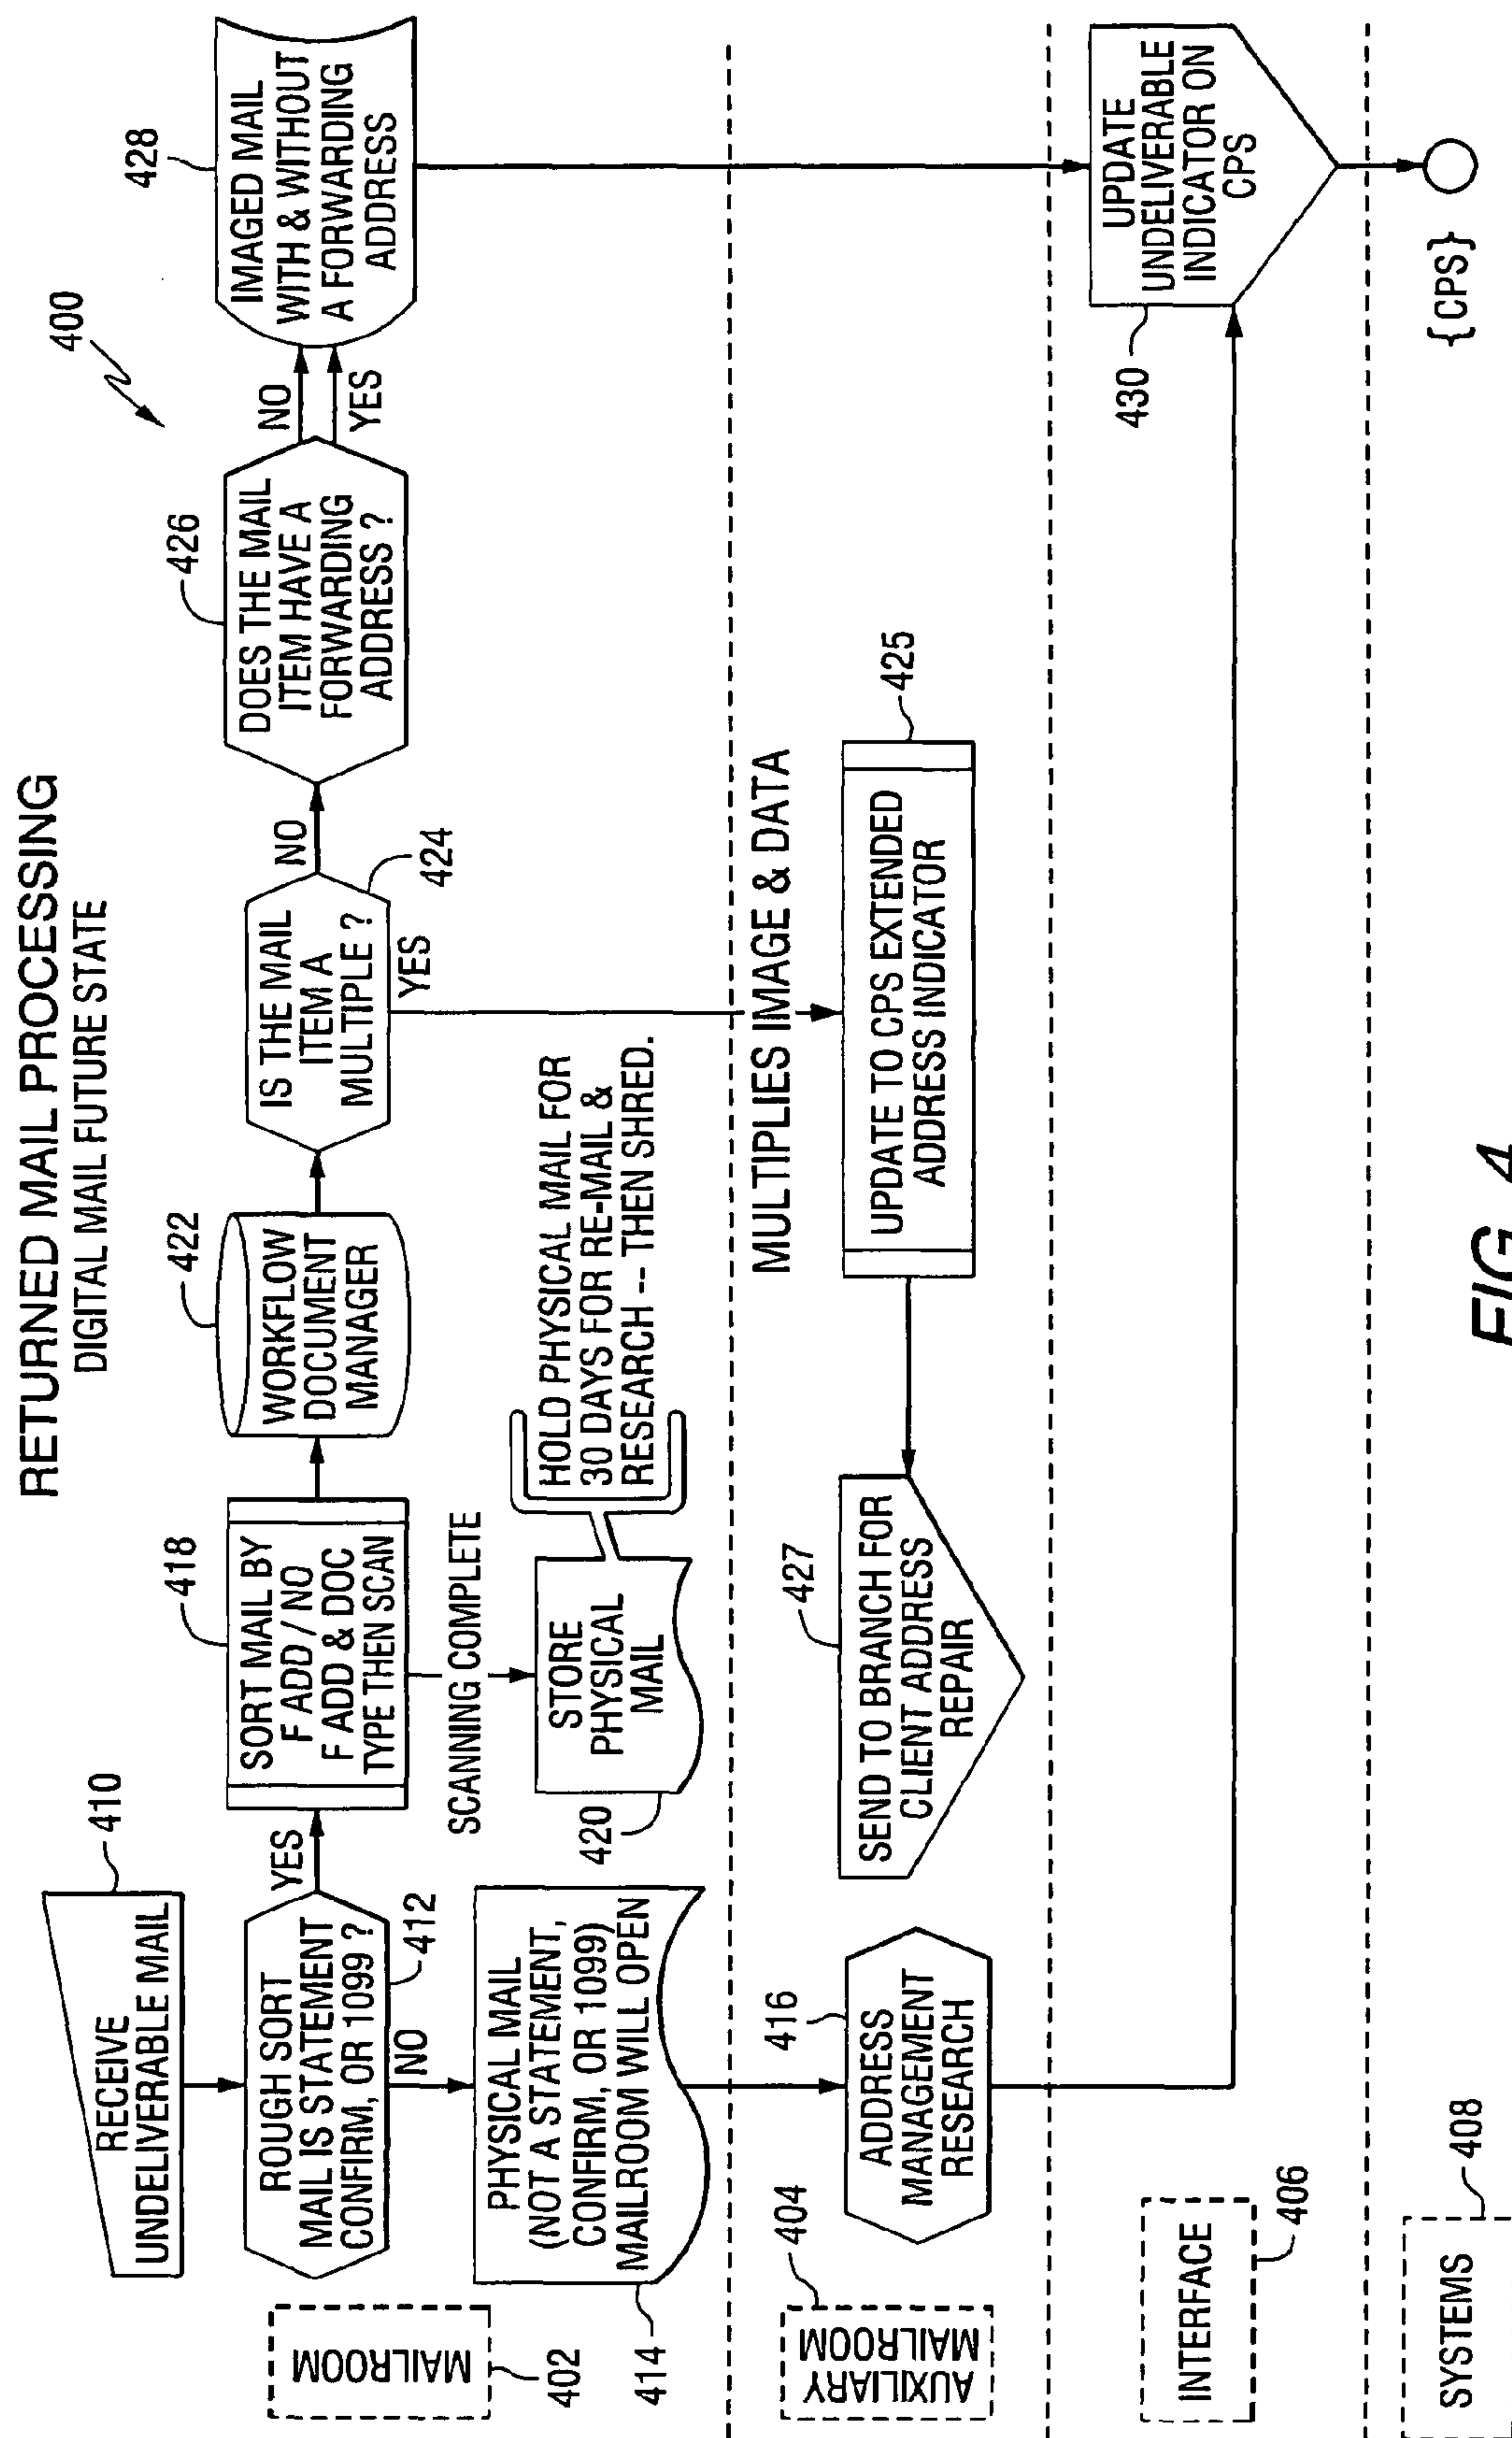 RETURNED MAIL PROCESSING
DIGITAL MAIL FUTURE STATE
400
410
RECEIVE
UNDELIVERABLE MAIL
ROUGH SORT
MAIL IS STATEMENT
CONFIRM, OR 1099 ?
412
YES
NO
418
SORT MAIL BY
F ADD / NO
F ADD & DOC
TYPE THEN SCAN
422
WORKFLOW
DOCUMENT
MANAGER
IS THE MAIL
ITEM A
MULTIPLE ?
424
NO
YES
426
DOES THE MAIL
ITEM HAVE A
FORWARDING
ADDRESS ?
NO
YES
428
IMAGED MAIL
WITH & WITHOUT
A FORWARDING
ADDRESS
MAILROOM
402
414
PHYSICAL MAIL
(NOT A STATEMENT,
CONFIRM, OR 1099)
MAILROOM WILL OPEN
SCANNING COMPLETE
420
STORE
PHYSICAL
MAIL
HOLD PHYSICAL MAIL FOR
30 DAYS FOR RE-MAIL &
RESEARCH -- THEN SHRED.
AUXILIARY
MAILROOM
404
416
ADDRESS
MANAGEMENT
RESEARCH
427
SEND TO BRANCH FOR
CLIENT ADDRESS
REPAIR
MULTIPLIES IMAGE & DATA
425
UPDATE TO CPS EXTENDED
ADDRESS INDICATOR
INTERFACE
406
430
UPDATE
UNDELIVERABLE
INDICATOR ON
CPS
SYSTEMS
408
{CPS}
FIG. 4